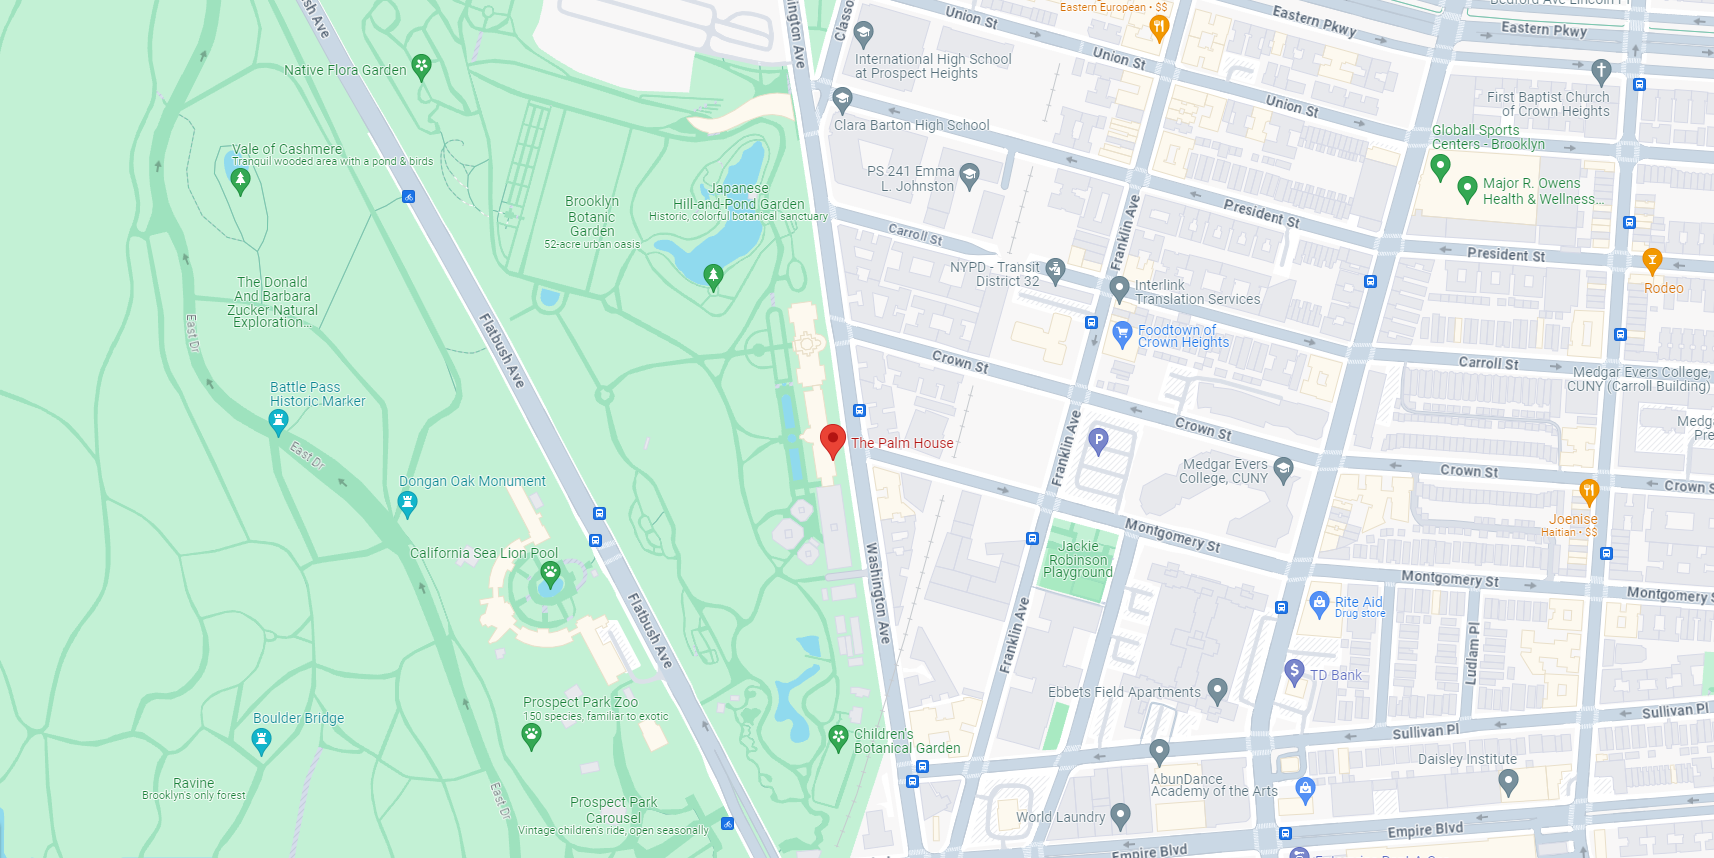 ush Ave
Washington Ave
Classo
Union St
Eastern European • $$
Union St
Eastern Pkwy
Eastern Pkwy
Native Flora Garden
International High School
at Prospect Heights
Clara Barton High School
Union St
First Baptist Church
of Crown Heights
Globall Sports
Centers - Brooklyn
Major R. Owens
Health & Wellness...
Vale of Cashmere
Tranquil wooded area with a pond & birds
Brooklyn
Botanic
Garden
52-acre urban oasis
Japanese
Hill-and-Pond Garden
Historic, colorful botanical sanctuary
PS 241 Emma
L. Johnston
Carroll St
Franklin Ave
President St
President St
Rodeo
NYPD - Transit
District 32
Interlink
Translation Services
The Donald
And Barbara
Zucker Natural
Exploration...
East Dr
Flatbush Ave
Foodtown of
Crown Heights
Crown St
Carroll St
Medgar Evers College,
CUNY (Carroll Building)
Battle Pass
Historic Marker
East Dr
The Palm House
Franklin Ave
P
Crown St
Medgar
Pre
Medgar Evers
College, CUNY
Crown St
Crown S
Dongan Oak Monument
Joenise
Haitian • $$
California Sea Lion Pool
Washington Ave
Montgomery St
Jackie
Robinson
Playground
Montgomery St
Montgomery S
Flatbush Ave
Franklin Ave
Rite Aid
Drug store
Ludlam Pl
Ebbets Field Apartments
$
TD Bank
Prospect Park Zoo
150 species, familiar to exotic
Boulder Bridge
Children's
Botanical Garden
Sullivan Pl
Sullivan Pl
Daisley Institute
Ravine
Brooklyn's only forest
East Dr
Prospect Park
Carousel
Vintage children's ride, open seasonally
AbunDance
Academy of the Arts
World Laundry
Empire Blvd
Empire Blvd